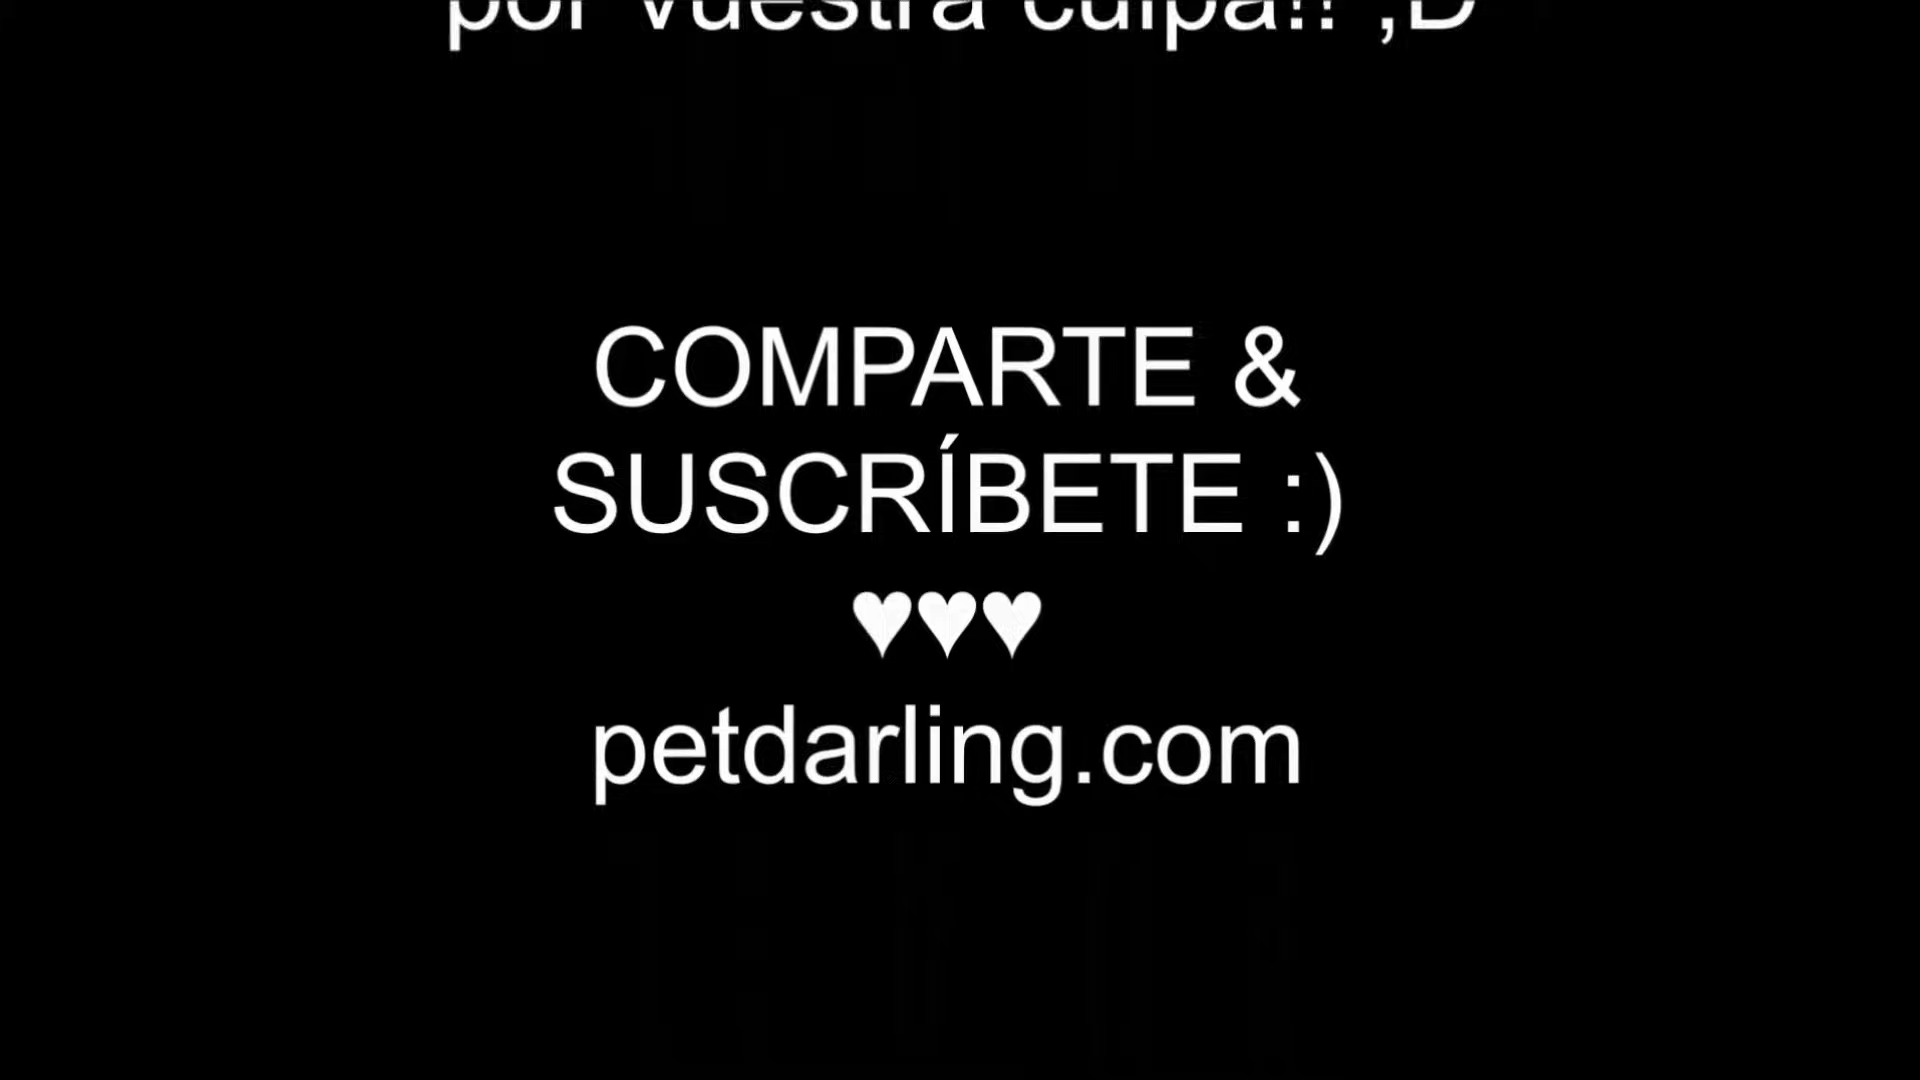 por vuestra culpa!! ;D
COMPARTE &
SUSCRÍBETE :)
♥♥♥
petdarling.com